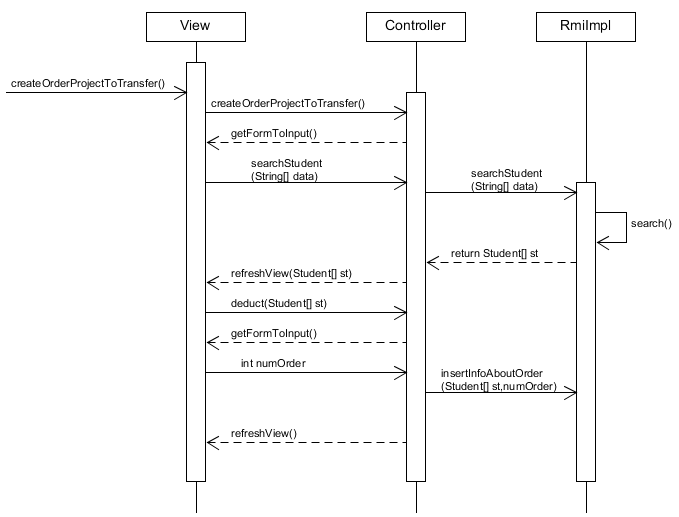 View
Controller
RmiImpl
createOrderProjectToTransfer()
createOrderProjectToTransfer()
getFormToInput()
searchStudent
(String[] data)
searchStudent
(String[] data)
search()
return Student[] st
refreshView(Student[] st)
deduct(Student[] st)
getFormToInput()
int numOrder
insertInfoAboutOrder
(Student[] st,numOrder)
refreshView()